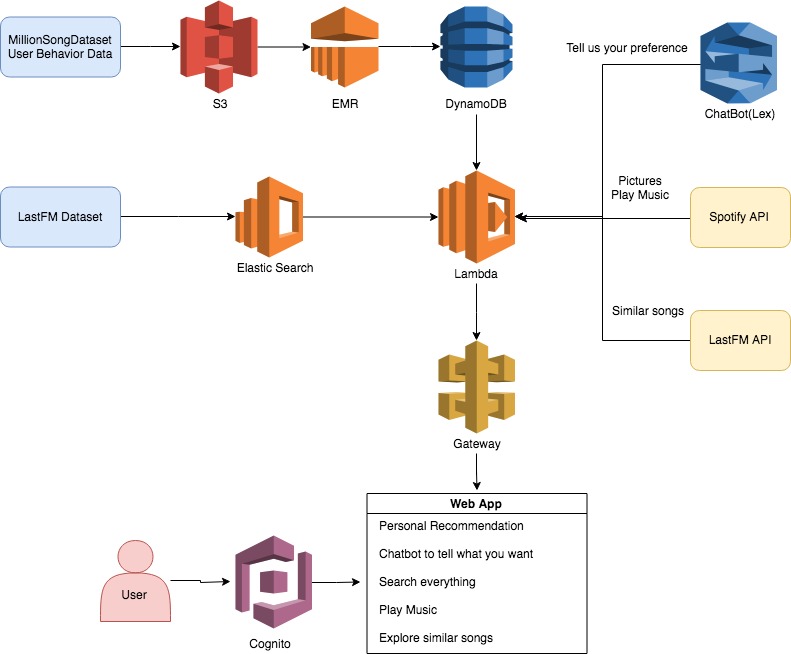 MillionSongDataset
User Behavior Data
S3
EMR
DynamoDB
Tell us your preference
ChatBot(Lex)
LastFM Dataset
Elastic Search
Lambda
Pictures
Play Music
Spotify API
Similar songs
LastFM API
Gateway
Web App
Personal Recommendation
Chatbot to tell what you want
Search everything
Play Music
Explore similar songs
User
Cognito